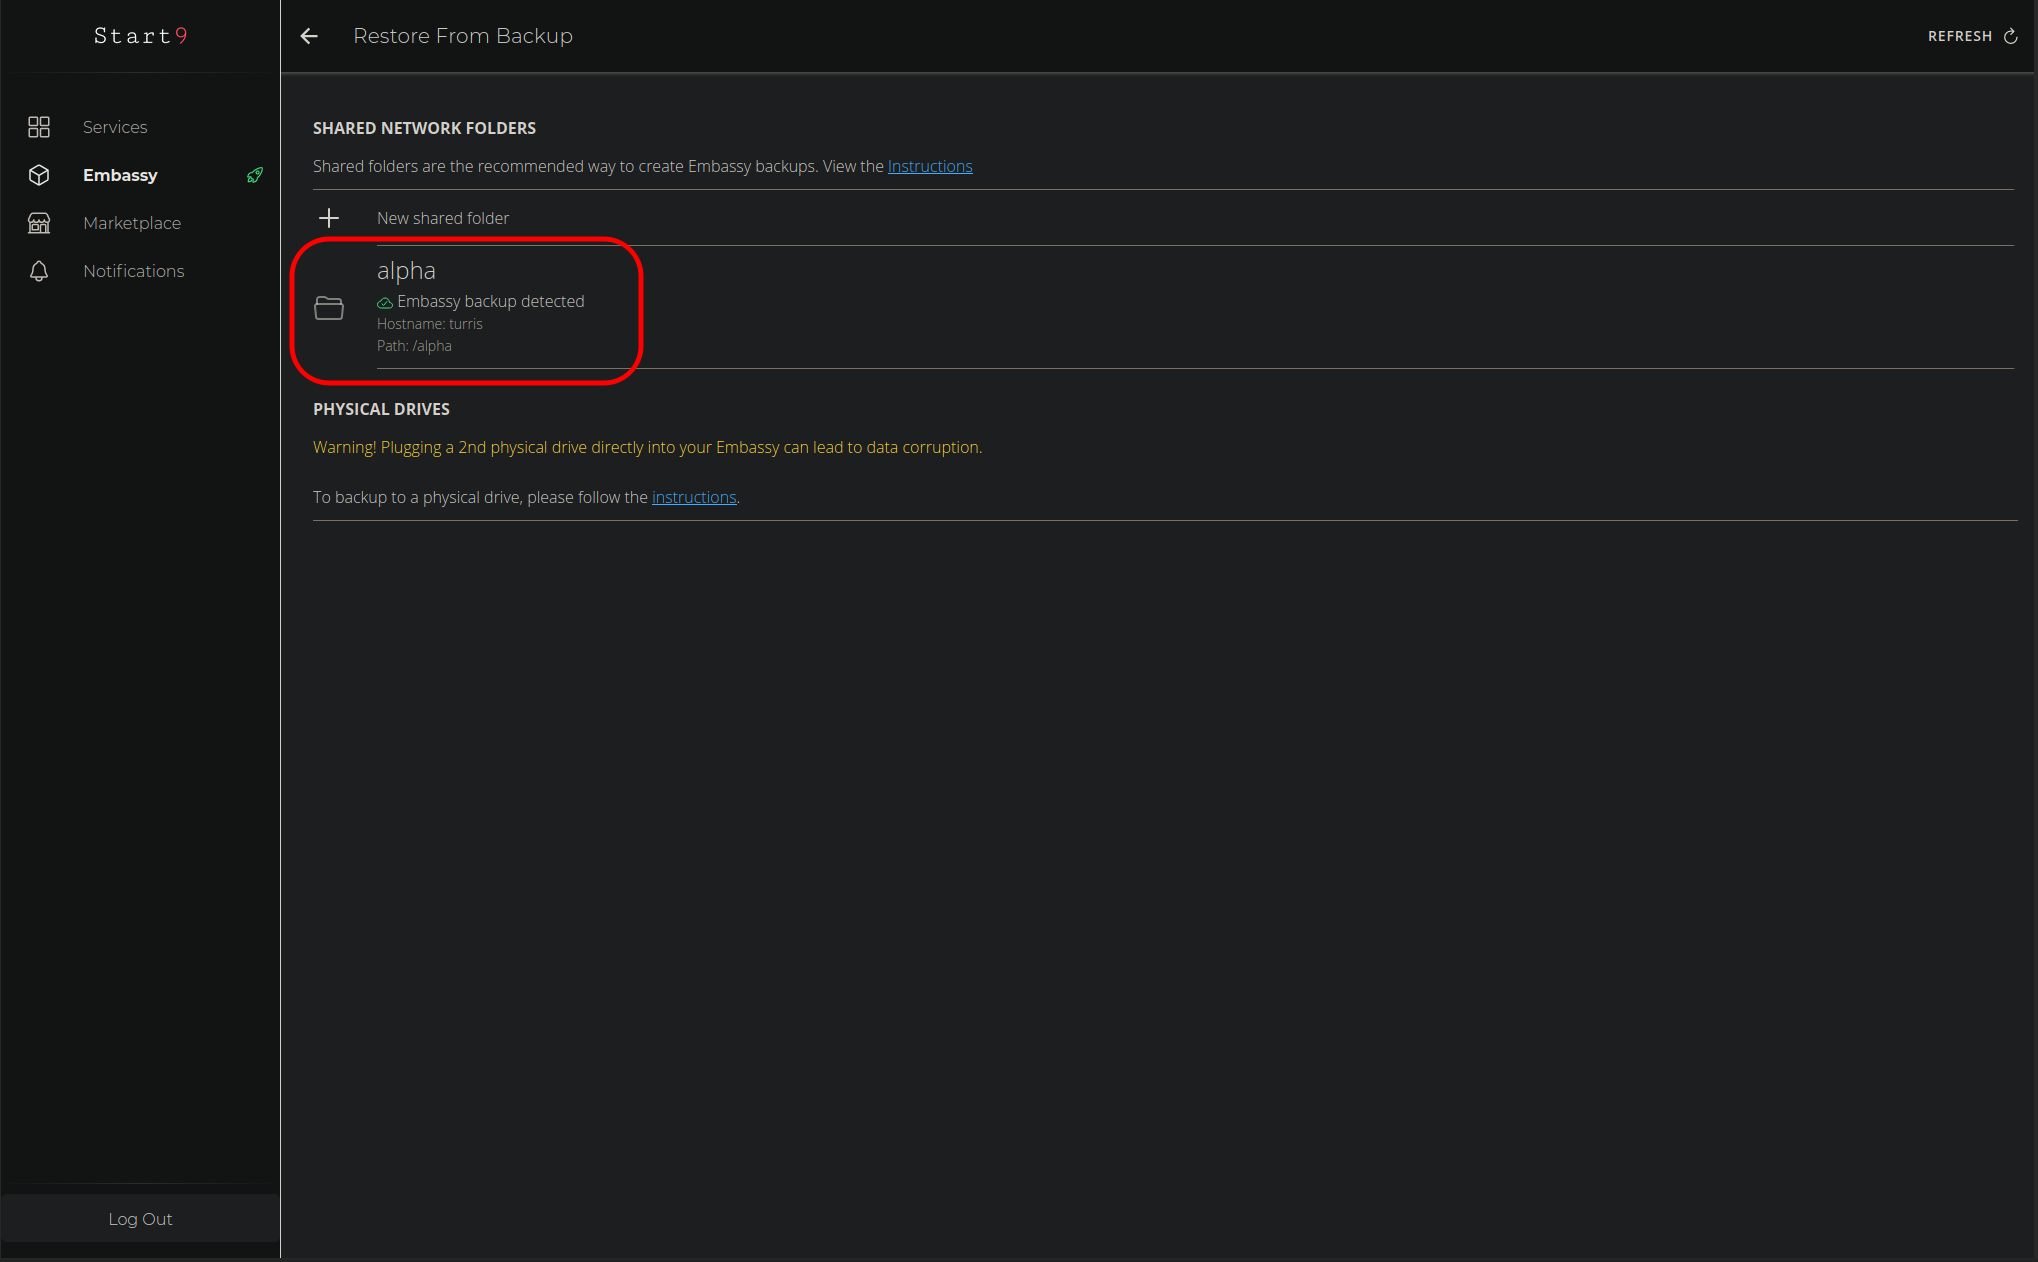 Start9
Services
Embassy
Marketplace
Notifications
Log Out
Restore From Backup
REFRESH
SHARED NETWORK FOLDERS
Shared folders are the recommended way to create Embassy backups. View the Instructions
New shared folder
alpha
Embassy backup detected
Hostname: turris
Path: /alpha
PHYSICAL DRIVES
Warning! Plugging a 2nd physical drive directly into your Embassy can lead to data corruption.
To backup to a physical drive, please follow the instructions.